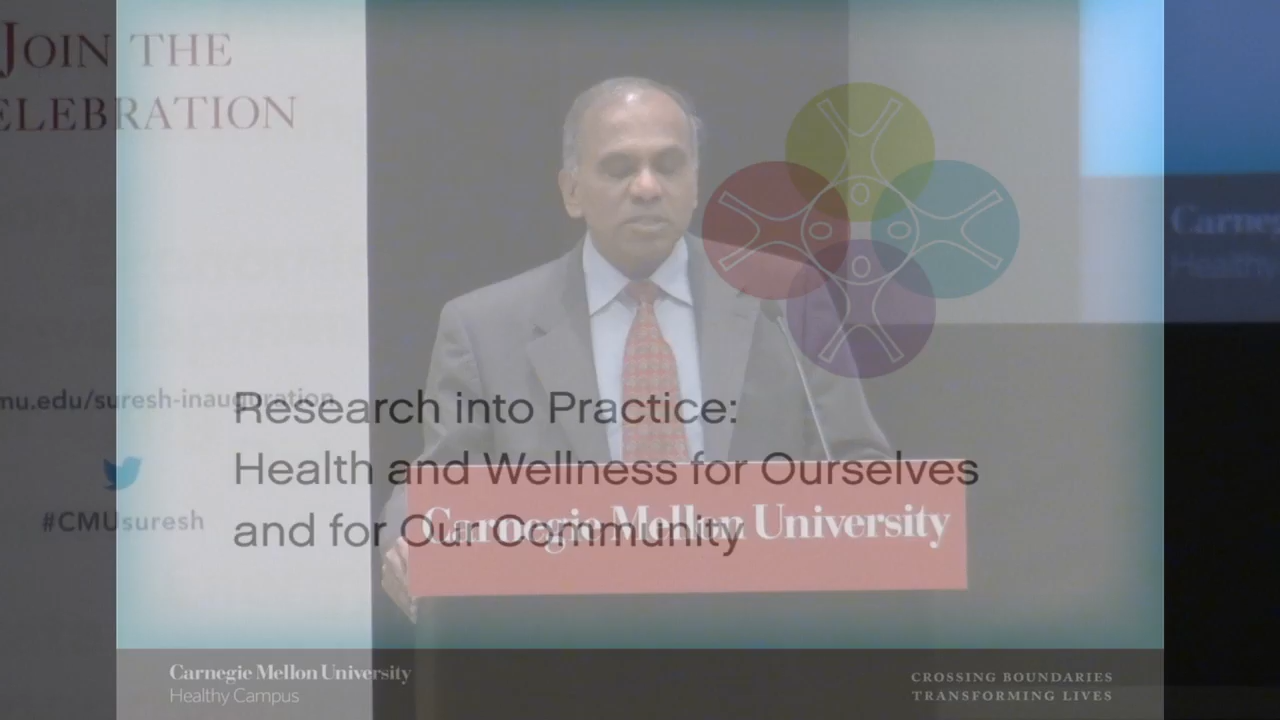 JOIN THE
ELEBRATION
mu.edu/suresh-inauguration
#CMUsuresh
Research into Practice:
Health and Wellness for Ourselves
and for Our Community
Carnegie Mellon University
Carnegie Mellon University
Healthy Campus
CROSSING BOUNDARIES
TRANSFORMING LIVES
Carneg
Healthy